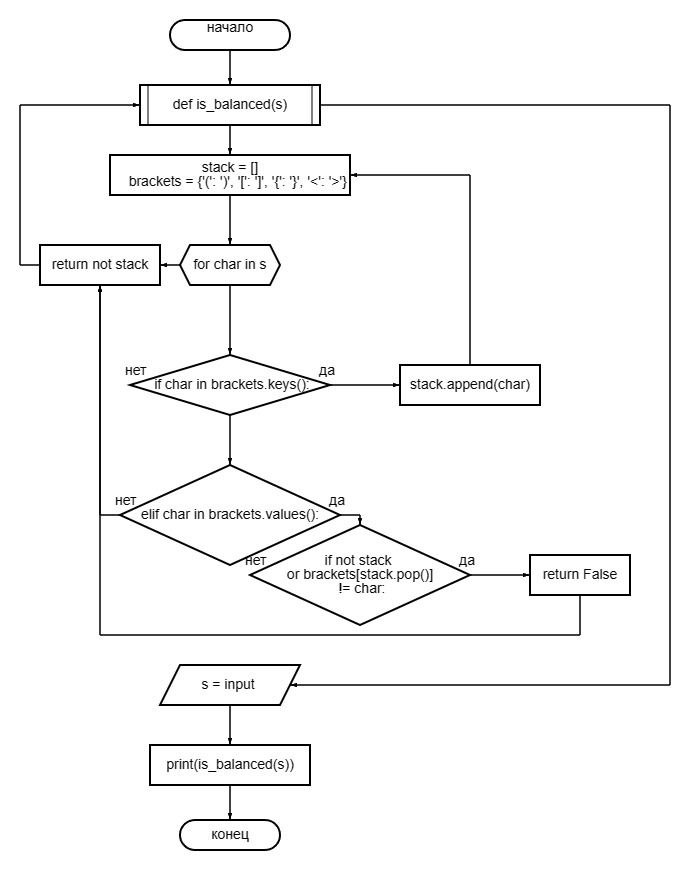 начало
def is_balanced(s)
stack = []
brackets = {'(': ')', '[': ']', '{': '}', '<': '>'}
return not stack
for char in s
нет
да
if char in brackets.keys():
stack.append(char)
нет
да
elif char in brackets.values():
нет
да
if not stack
or brackets[stack.pop()]
!= char:
return False
s = input
print(is_balanced(s))
конец